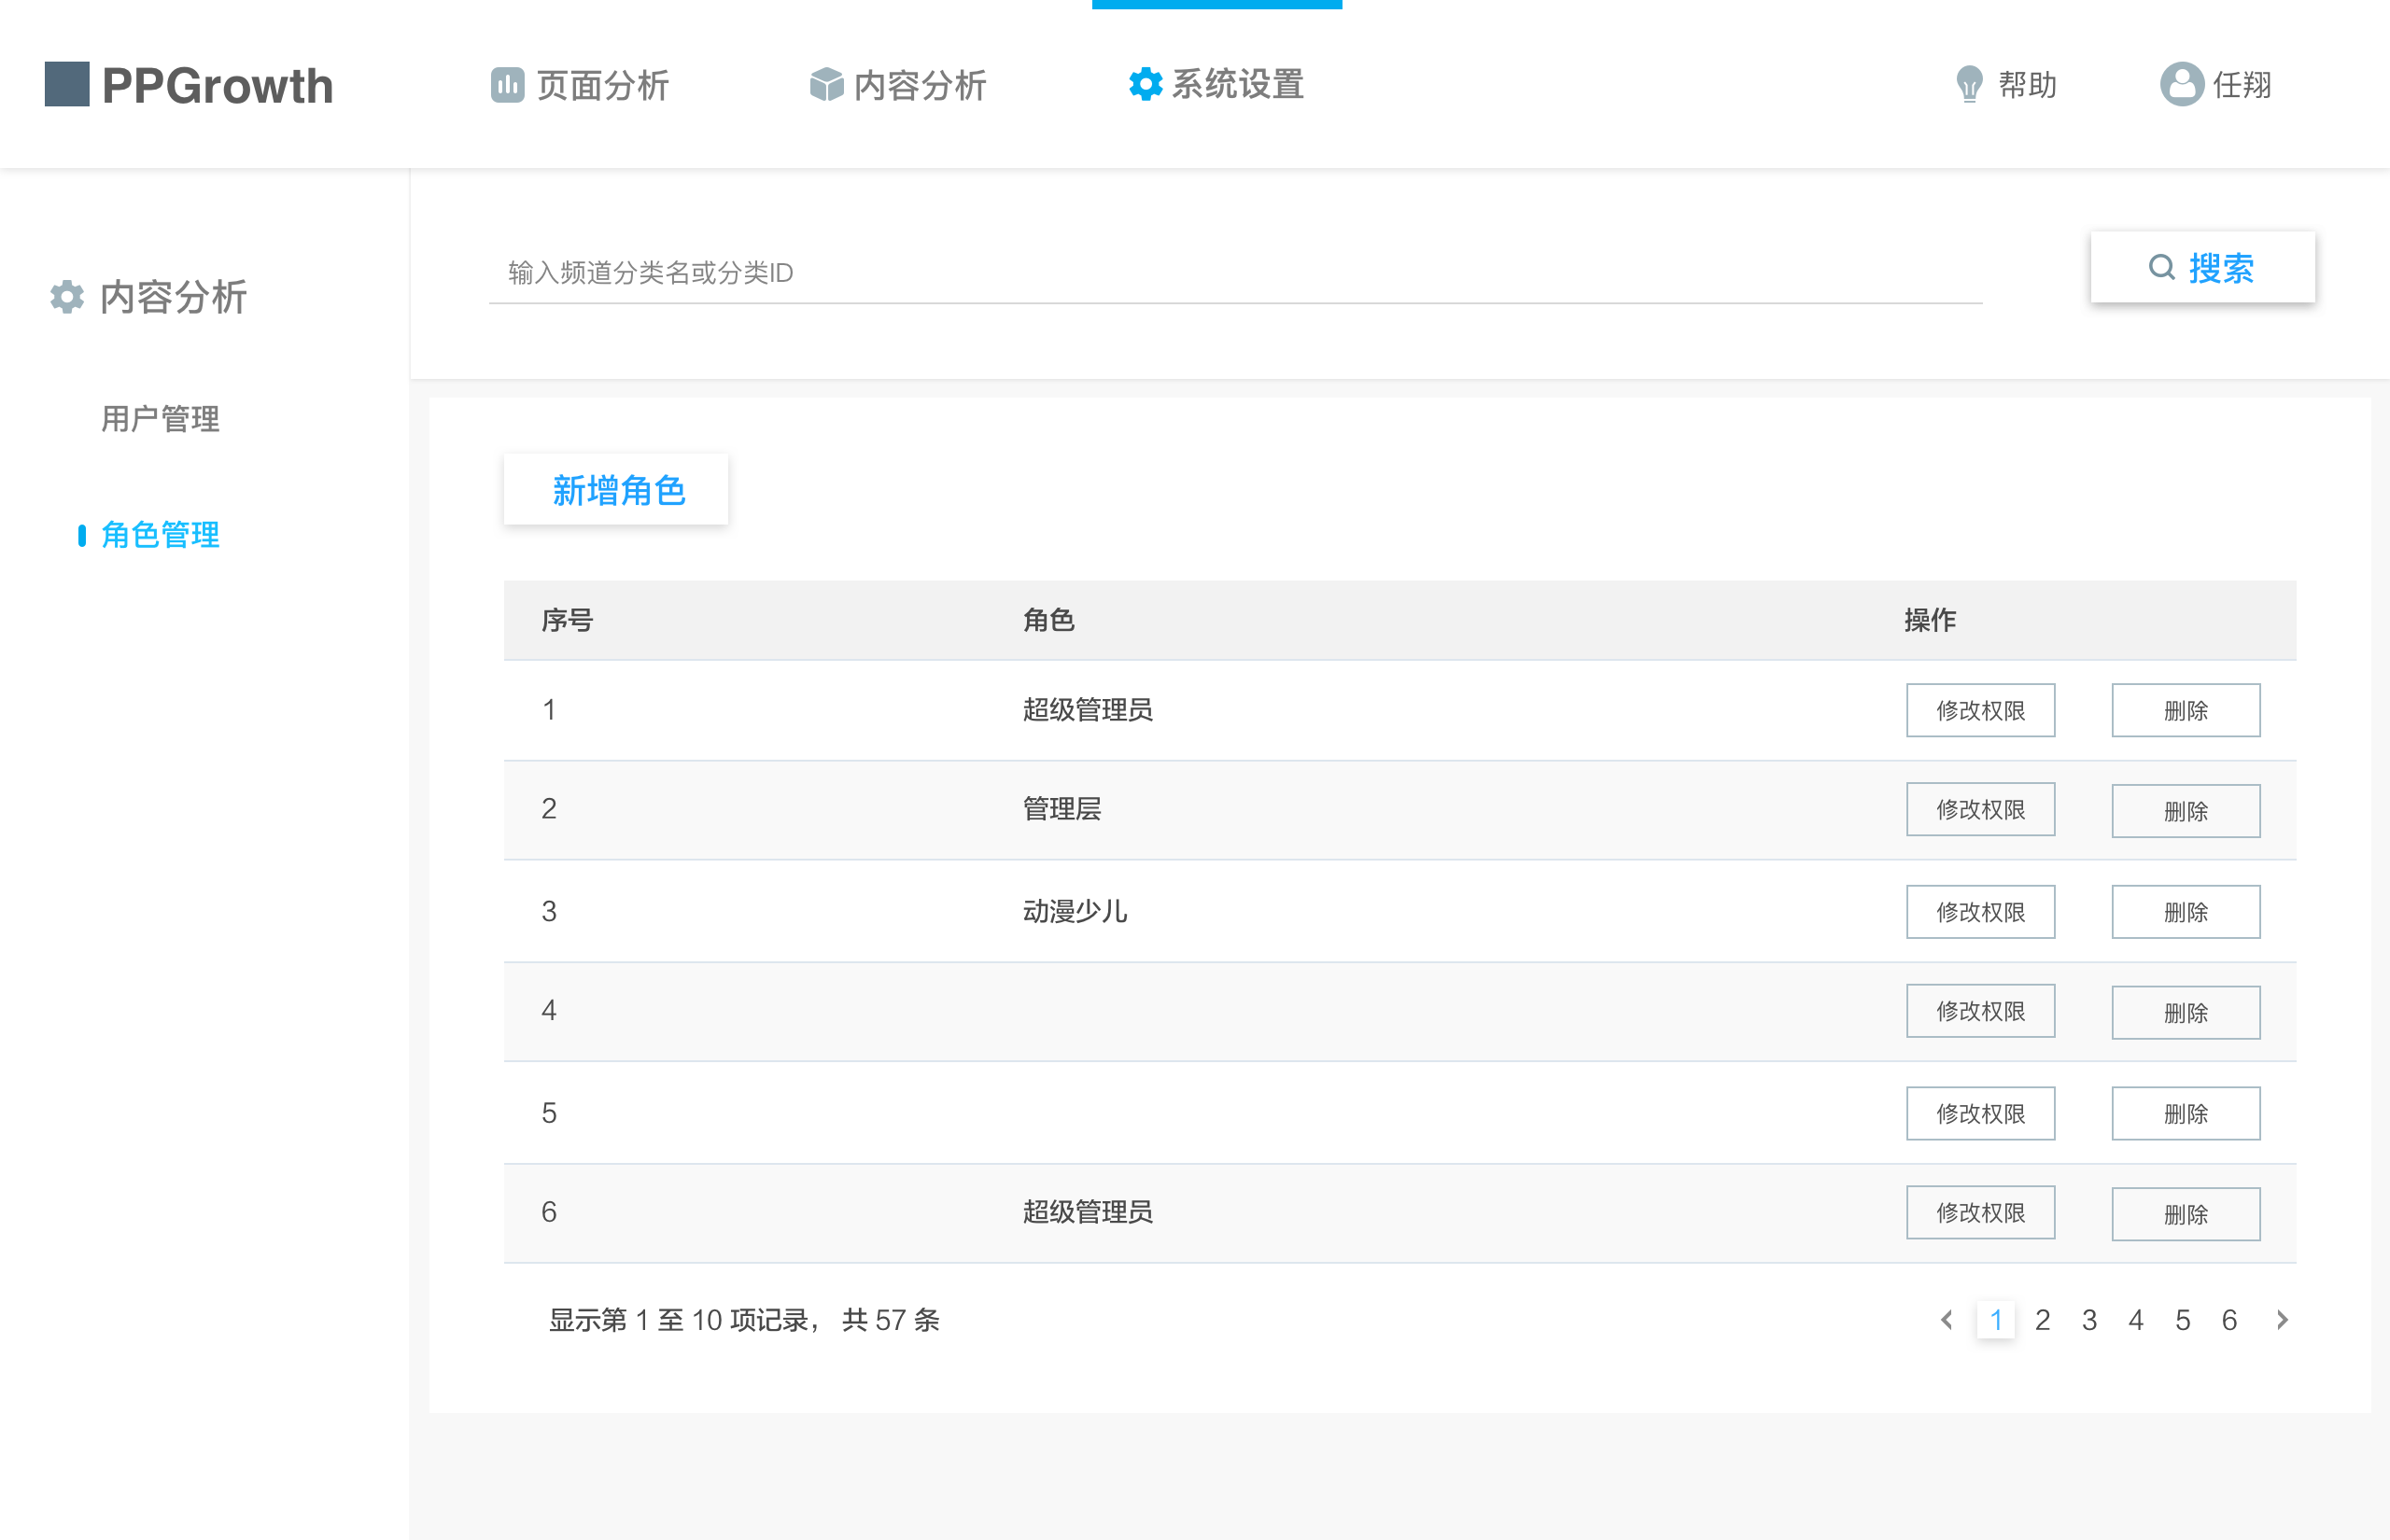 PPGrowth 页面分析 内容分析 系统设置 帮助 任翔
内容分析
用户管理
角色管理
输入频道分类名或分类ID 搜索
新增角色
序号 角色 操作
1 超级管理员 修改权限 删除
2 管理层 修改权限 删除
3 动漫少儿 修改权限 删除
4 修改权限 删除
5 修改权限 删除
6 超级管理员 修改权限 删除
显示第 1 至 10 项记录， 共 57 条 1 2 3 4 5 6